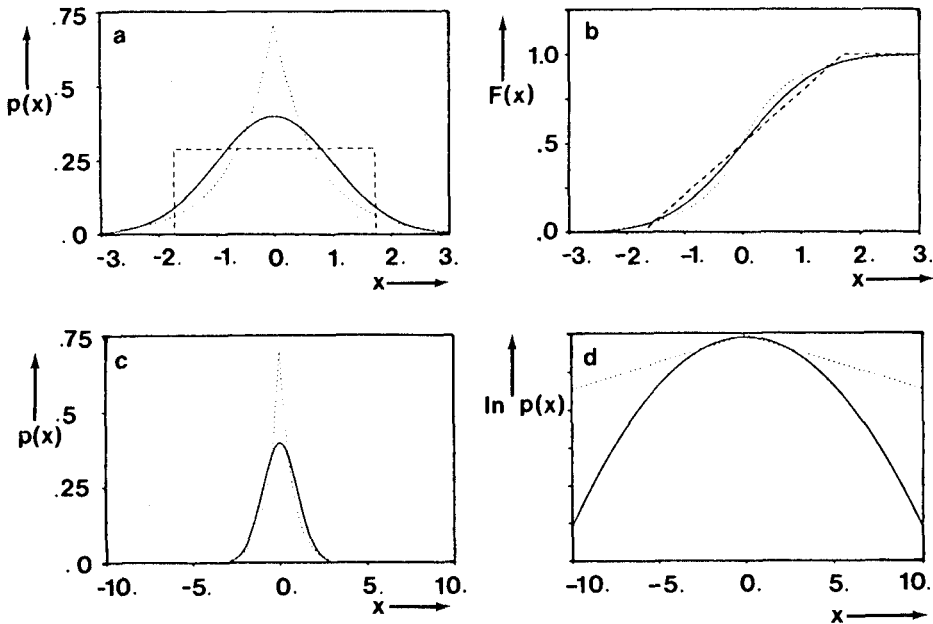 .75
a
p(x)
.5
.25
.0
-3. -2. -1. 0. 1. 2. 3.
x
b
1.0
F(x)
.5
.0
-3. -2. -1. 0. 1. 2. 3.
x
.75
c
p(x)
.5
.25
.0
-10. -5. 0. 5. 10.
x
d
ln p(x)
-10. -5. 0. 5. 10.
x